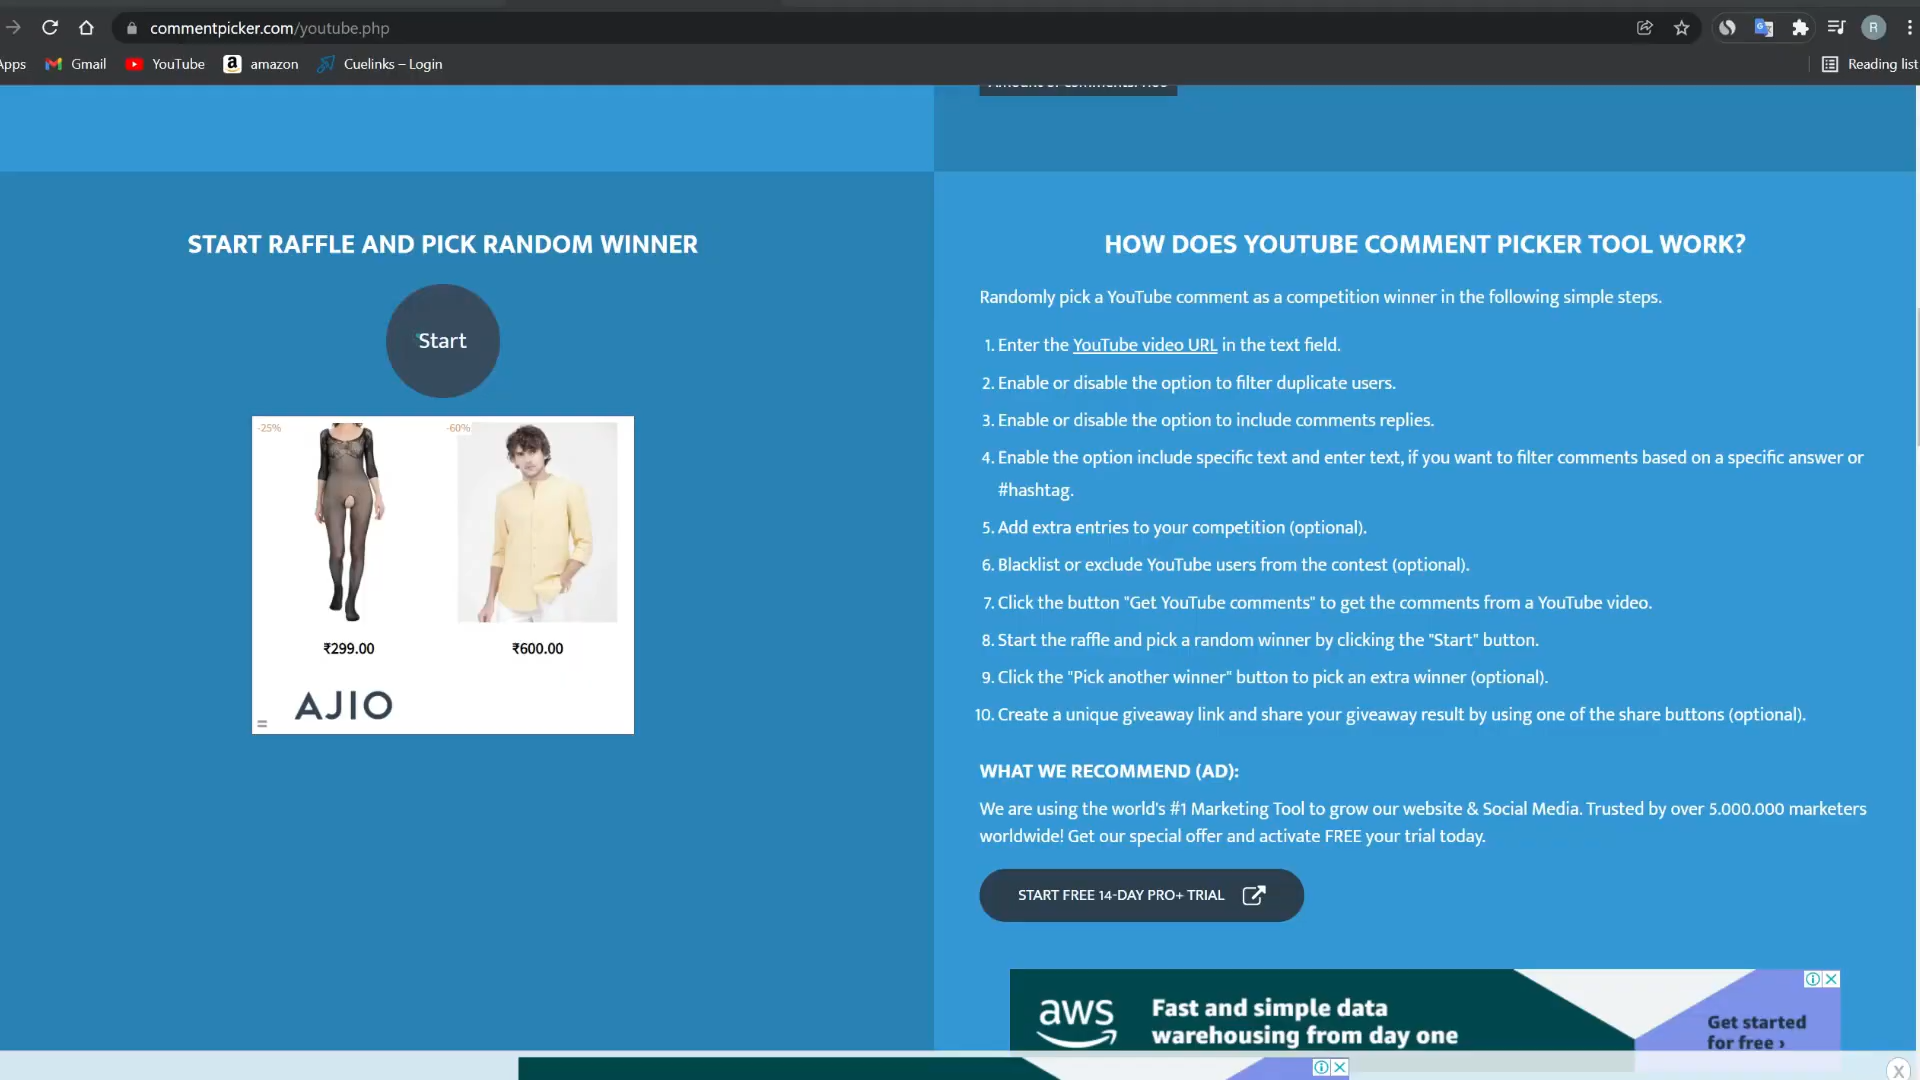 commentpicker.com/youtube.php
R
Apps
Gmail
YouTube
a
amazon
Cuelinks – Login
Reading list
START RAFFLE AND PICK RANDOM WINNER
Start
-25%
-60%
₹299.00
₹600.00
AJIO
HOW DOES YOUTUBE COMMENT PICKER TOOL WORK?
Randomly pick a YouTube comment as a competition winner in the following simple steps.
1. Enter the YouTube video URL in the text field.
2. Enable or disable the option to filter duplicate users.
3. Enable or disable the option to include comments replies.
4. Enable the option include specific text and enter text, if you want to filter comments based on a specific answer or
#hashtag.
5. Add extra entries to your competition (optional).
6. Blacklist or exclude YouTube users from the contest (optional).
7. Click the button "Get YouTube comments" to get the comments from a YouTube video.
8. Start the raffle and pick a random winner by clicking the "Start" button.
9. Click the "Pick another winner" button to pick an extra winner (optional).
10. Create a unique giveaway link and share your giveaway result by using one of the share buttons (optional).
WHAT WE RECOMMEND (AD):
We are using the world's #1 Marketing Tool to grow our website & Social Media. Trusted by over 5.000.000 marketers
worldwide! Get our special offer and activate FREE your trial today.
START FREE 14-DAY PRO+ TRIAL
aws
Fast and simple data
warehousing from day one
Get started
for free ›
X